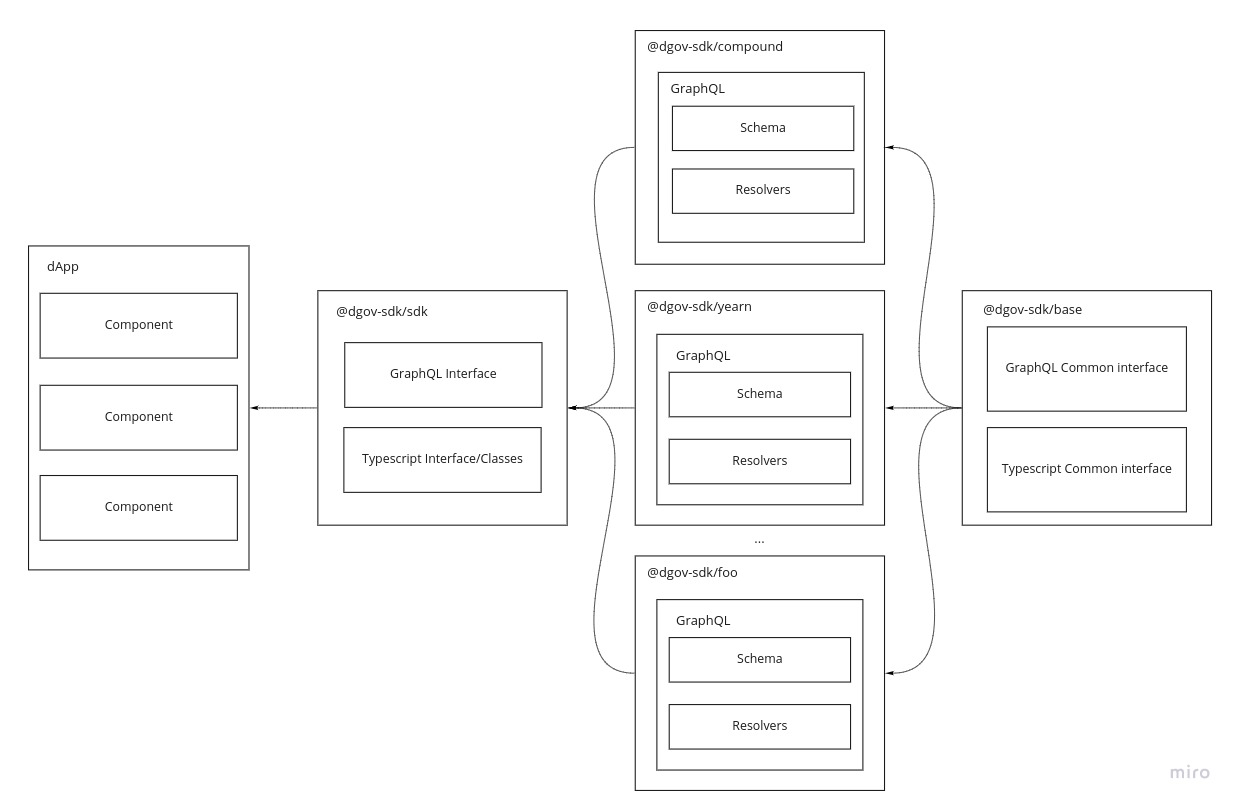 dApp
Component
Component
Component
@dgov-sdk/sdk
GraphQL Interface
Typescript Interface/Classes
@dgov-sdk/compound
GraphQL
Schema
Resolvers
@dgov-sdk/yearn
GraphQL
Schema
Resolvers
...
@dgov-sdk/foo
GraphQL
Schema
Resolvers
@dgov-sdk/base
GraphQL Common interface
Typescript Common interface
miro